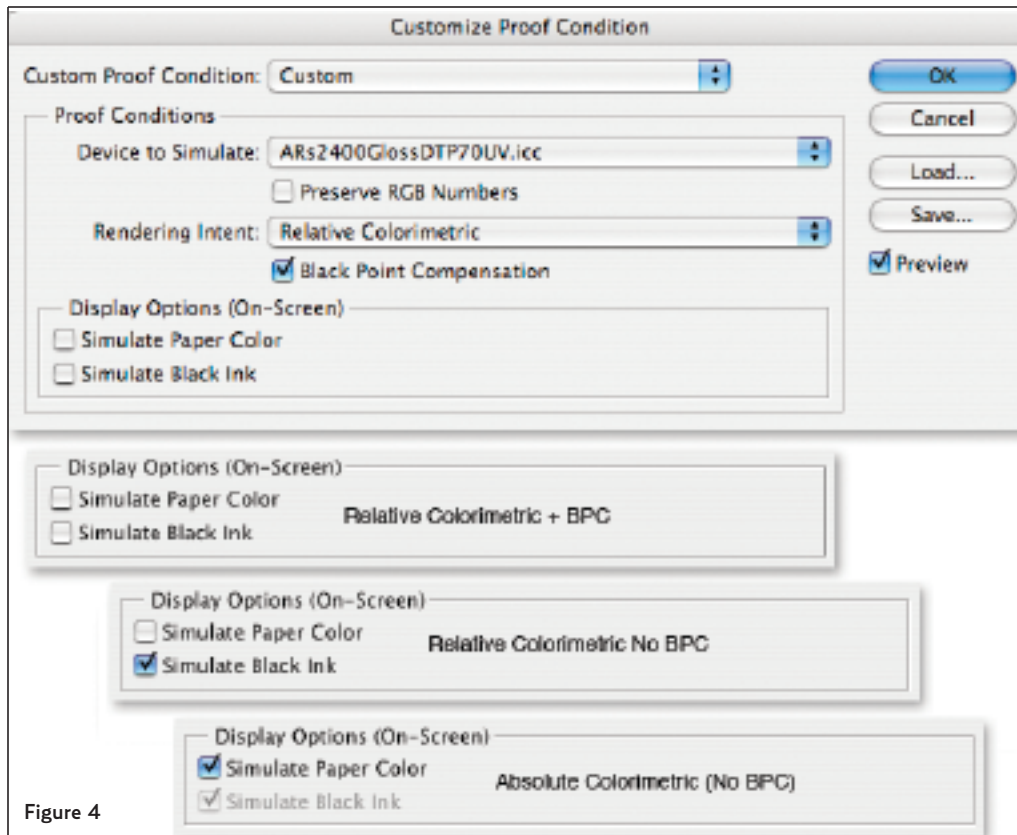 Customize Proof Condition
Custom Proof Condition: Custom
OK
Proof Conditions
Cancel
Device to Simulate: ARs2400GlossDTP70UV.icc
Preserve RGB Numbers
Load...
Rendering Intent: Relative Colorimetric
Save...
Black Point Compensation
Preview
Display Options (On-Screen)
Simulate Paper Color
Simulate Black Ink
Display Options (On-Screen)
Simulate Paper Color
Relative Colorimetric + BPC
Simulate Black Ink
Display Options (On-Screen)
Simulate Paper Color
Relative Colorimetric No BPC
Simulate Black Ink
Display Options (On-Screen)
Simulate Paper Color
Absolute Colorimetric (No BPC)
Simulate Black Ink
Figure 4